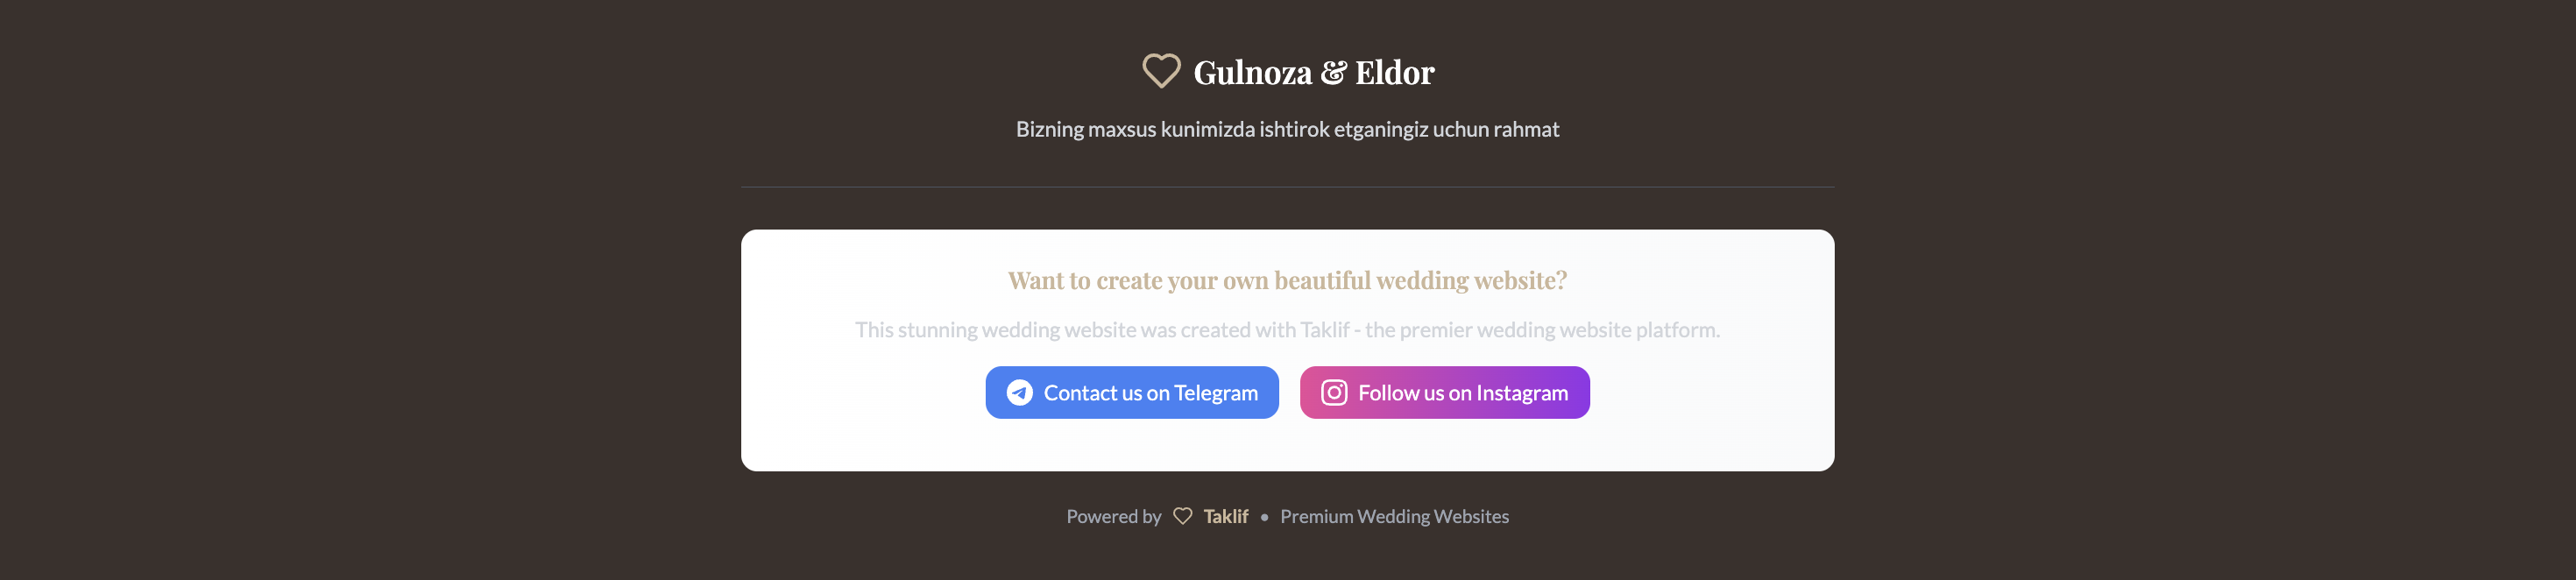 Gulnoza & Eldor
Bizning maxsus kunimizda ishtirok etganingiz uchun rahmat
Want to create your own beautiful wedding website?
This stunning wedding website was created with Taklif - the premier wedding website platform.
Contact us on Telegram
Follow us on Instagram
Powered by Taklif • Premium Wedding Websites